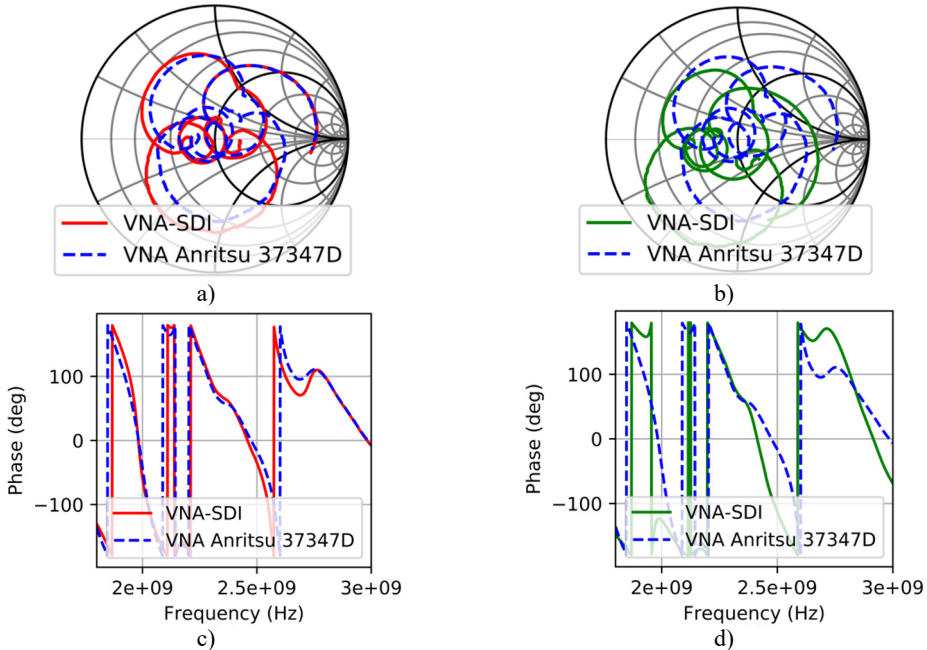 VNA-SDI
VNA Anritsu 37347D
a)
VNA-SDI
VNA Anritsu 37347D
b)
Phase (deg)
100
0
−100
VNA-SDI
VNA Anritsu 37347D
2e+09
2.5e+09
3e+09
Frequency (Hz)
c)
Phase (deg)
100
0
−100
VNA-SDI
VNA Anritsu 37347D
2e+09
2.5e+09
3e+09
Frequency (Hz)
d)